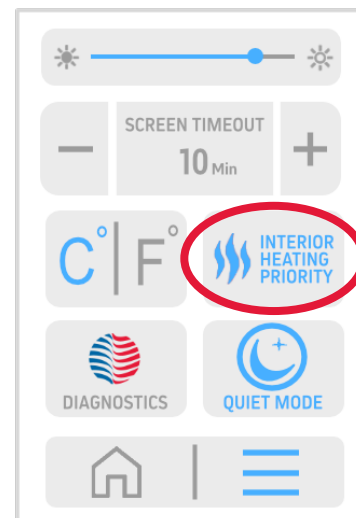 SCREEN TIMEOUT
10 Min
C° | F°
INTERIOR
HEATING
PRIORITY
DIAGNOSTICS
QUIET MODE